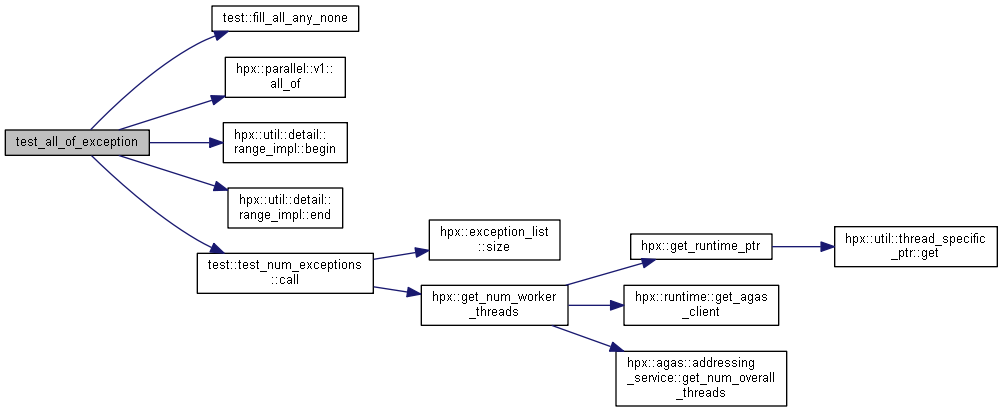 test_all_of_exception
test::fill_all_any_none
hpx::parallel::v1::
all_of
hpx::util::detail::
range_impl::begin
hpx::util::detail::
range_impl::end
test::test_num_exceptions
::call
hpx::exception_list
::size
hpx::get_num_worker
_threads
hpx::get_runtime_ptr
hpx::runtime::get_agas
_client
hpx::agas::addressing
_service::get_num_overall
_threads
hpx::util::thread_specific
_ptr::get